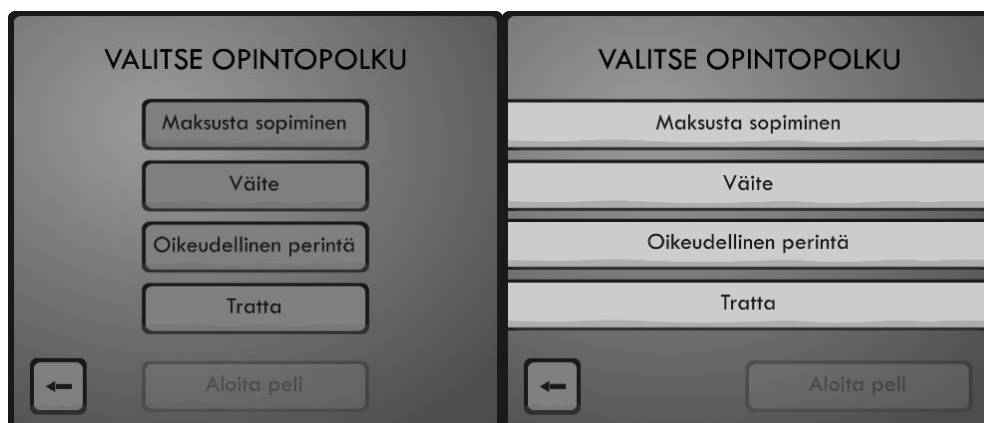 VALITSE OPINTOPOLKU
Maksusta sopiminen
Väite
Oikeudellinen perintä
Tratta
Aloita peli
VALITSE OPINTOPOLKU
Maksusta sopiminen
Väite
Oikeudellinen perintä
Tratta
Aloita peli